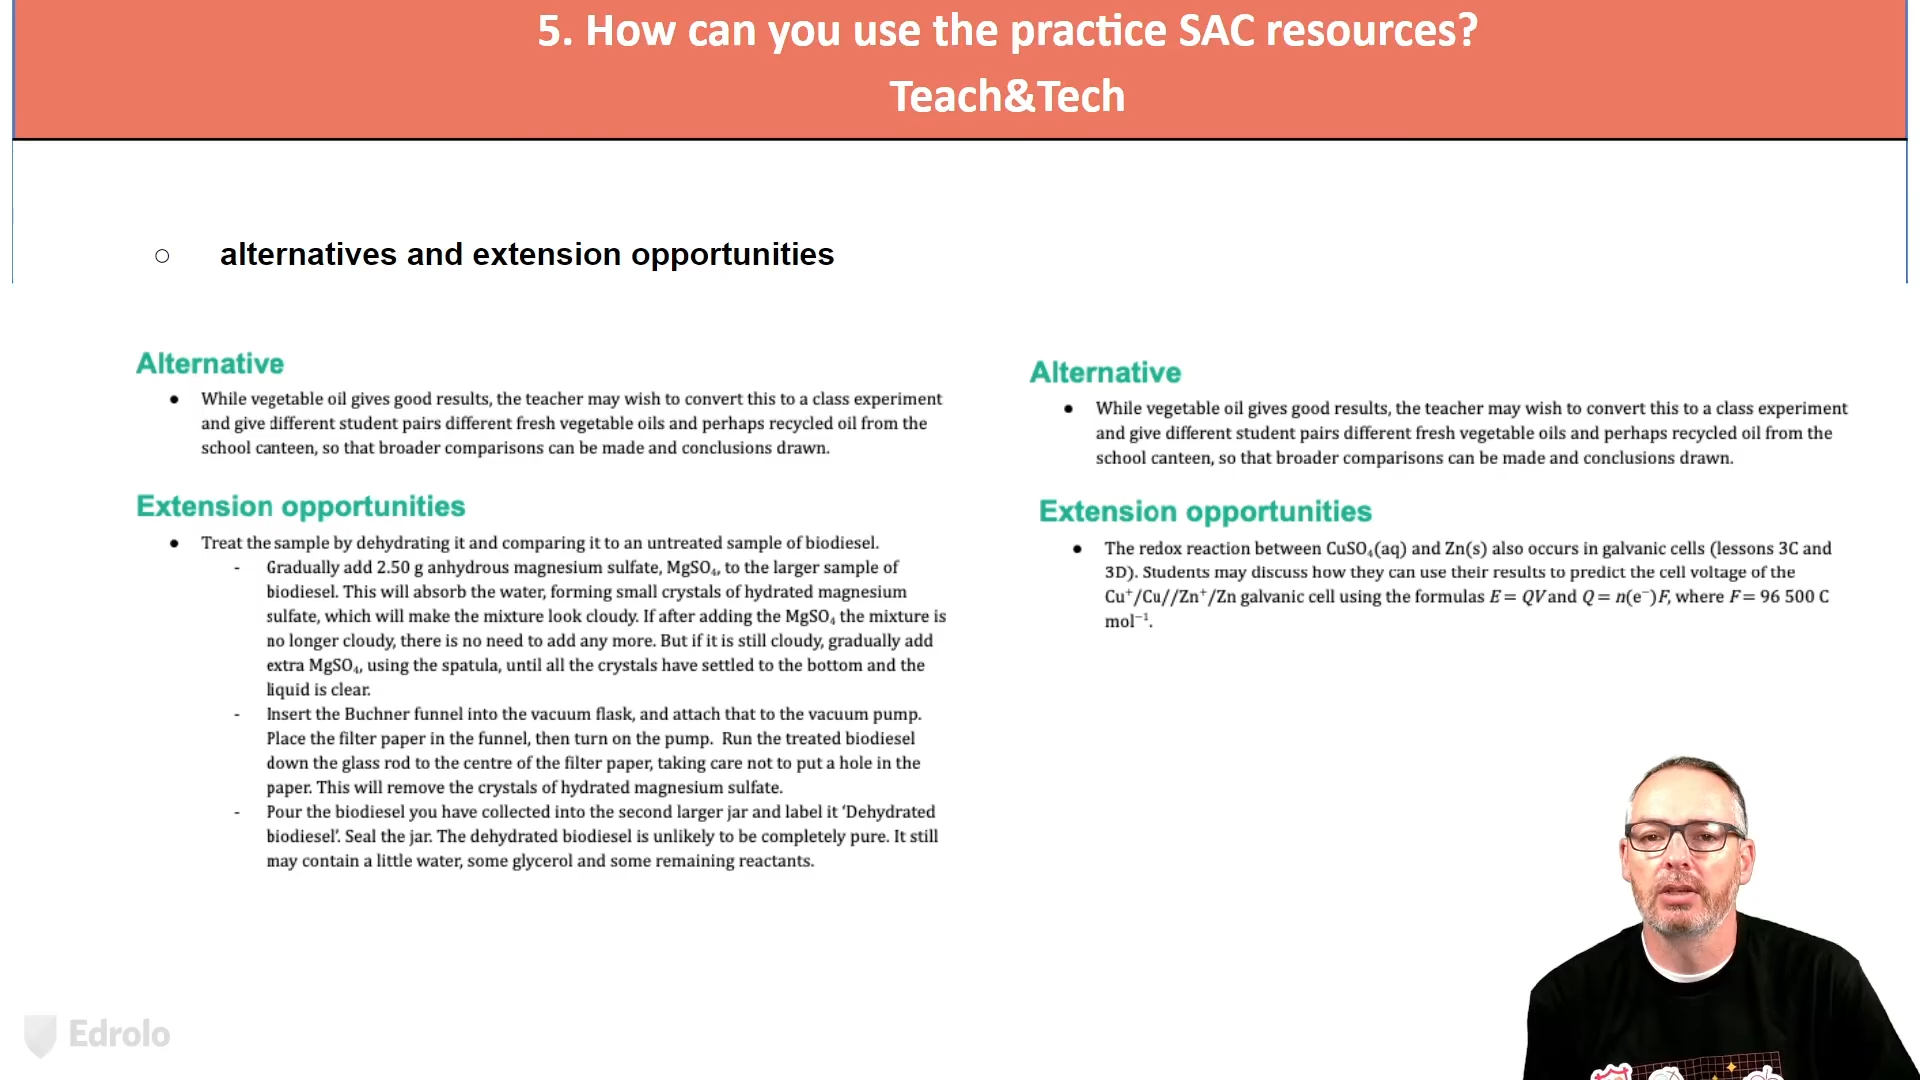 5. How can you use the practice SAC resources?
Teach&Tech
○ alternatives and extension opportunities
Alternative
● While vegetable oil gives good results, the teacher may wish to convert this to a class experiment
and give different student pairs different fresh vegetable oils and perhaps recycled oil from the
school canteen, so that broader comparisons can be made and conclusions drawn.
Extension opportunities
● Treat the sample by dehydrating it and comparing it to an untreated sample of biodiesel.
- Gradually add 2.50 g anhydrous magnesium sulfate, MgSO₄, to the larger sample of
biodiesel. This will absorb the water, forming small crystals of hydrated magnesium
sulfate, which will make the mixture look cloudy. If after adding the MgSO₄ the mixture is
no longer cloudy, there is no need to add any more. But if it is still cloudy, gradually add
extra MgSO₄, using the spatula, until all the crystals have settled to the bottom and the
liquid is clear.
- Insert the Buchner funnel into the vacuum flask, and attach that to the vacuum pump.
Place the filter paper in the funnel, then turn on the pump. Run the treated biodiesel
down the glass rod to the centre of the filter paper, taking care not to put a hole in the
paper. This will remove the crystals of hydrated magnesium sulfate.
- Pour the biodiesel you have collected into the second larger jar and label it ‘Dehydrated
biodiesel’. Seal the jar. The dehydrated biodiesel is unlikely to be completely pure. It still
may contain a little water, some glycerol and some remaining reactants.
Alternative
● While vegetable oil gives good results, the teacher may wish to convert this to a class experiment
and give different student pairs different fresh vegetable oils and perhaps recycled oil from the
school canteen, so that broader comparisons can be made and conclusions drawn.
Extension opportunities
● The redox reaction between CuSO₄(aq) and Zn(s) also occurs in galvanic cells (lessons 3C and
3D). Students may discuss how they can use their results to predict the cell voltage of the
Cu⁺/Cu//Zn⁺/Zn galvanic cell using the formulas E = QV and Q = n(e⁻)F, where F = 96 500 C
mol⁻¹.
Edrolo